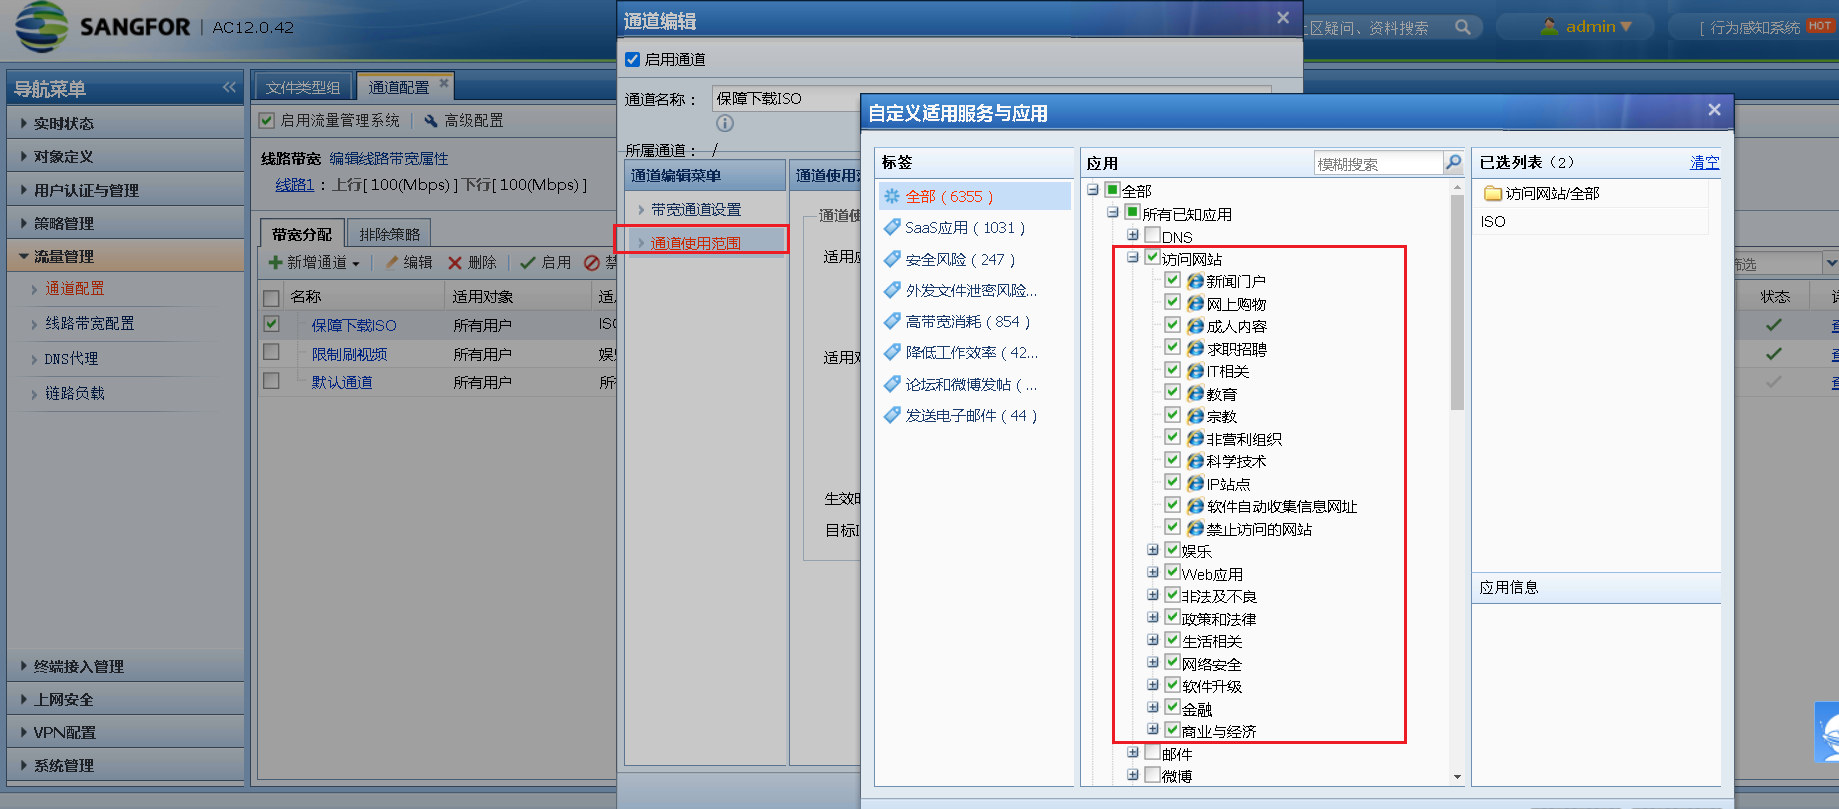 SANGFOR | AC12.0.42
区疑问、资料搜索
admin
[ 行为感知系统 HOT
导航菜单
实时状态
对象定义
用户认证与管理
策略管理
流量管理
通道配置
线路带宽配置
DNS代理
链路负载
终端接入管理
上网安全
VPN配置
系统管理
文件类型组
通道配置
启用流量管理系统
高级配置
线路带宽 编辑线路带宽属性
线路1 : 上行[ 100(Mbps) ] 下行[ 100(Mbps) ]
带宽分配
排除策略
新增通道
编辑
删除
启用
名称
适用对象
保障下载ISO
所有用户
限制刷视频
所有用户
默认通道
所有用户
筛选
状态
通道编辑
启用通道
通道名称 :
保障下载ISO
所属通道 : /
通道编辑菜单
带宽通道设置
通道使用范围
自定义适用服务与应用
标签
全部 ( 6355 )
SaaS应用 ( 1031 )
安全风险 ( 247 )
外发文件泄密风险...
高带宽消耗 ( 854 )
降低工作效率 ( 42...
论坛和微博发帖 ( ...
发送电子邮件 ( 44 )
应用
模糊搜索
全部
所有已知应用
DNS
访问网站
新闻门户
网上购物
成人内容
求职招聘
IT相关
教育
宗教
非营利组织
科学技术
IP站点
软件自动收集信息网址
禁止访问的网站
娱乐
Web应用
非法及不良
政策和法律
生活相关
网络安全
软件升级
金融
商业与经济
邮件
微博
已选列表 (2)
清空
访问网站/全部
ISO
应用信息